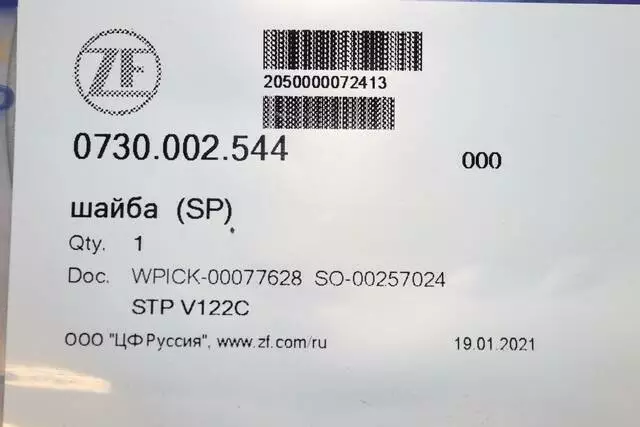 ZF
2050000072413
0730.002.544
000
шайба (SP)
Qty. 1
Doc. WPICK-00077628 SO-00257024
STP V122C
ООО "ЦФ Руссия", www.zf.com/ru 19.01.2021